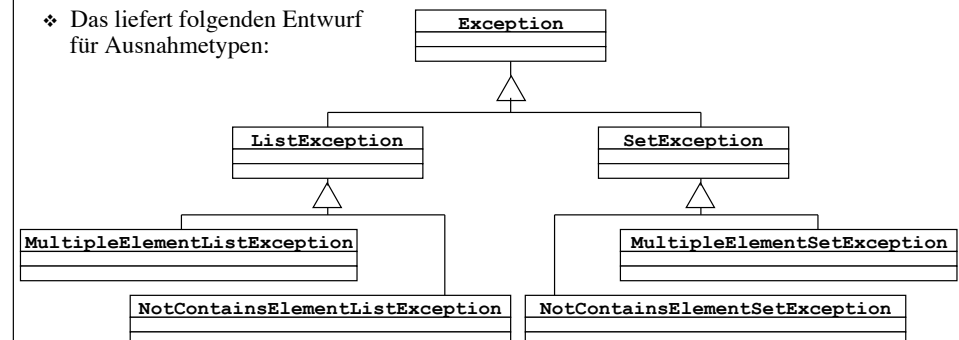 ❖ Das liefert folgenden Entwurf
für Ausnahmetypen:
Exception
ListException
SetException
MultipleElementListException
MultipleElementSetException
NotContainsElementListException
NotContainsElementSetException